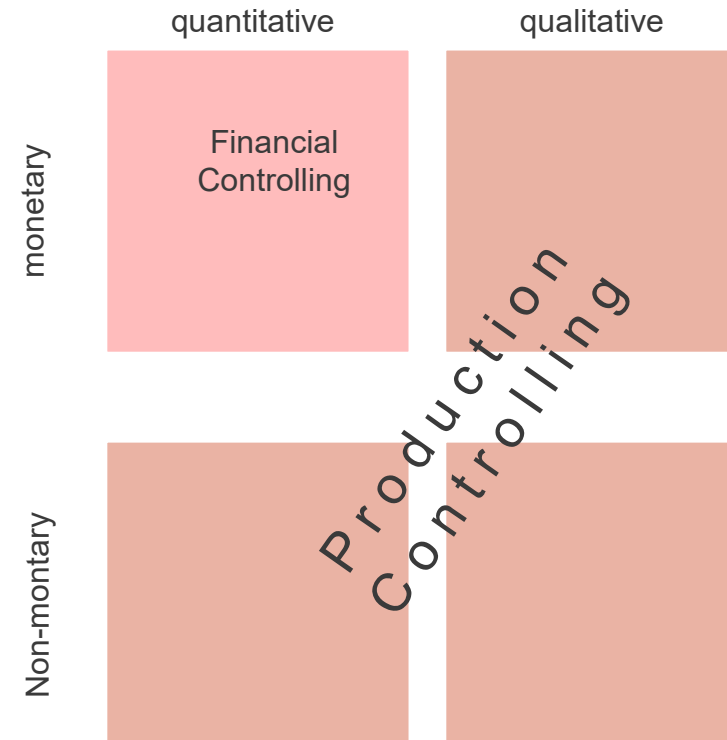 quantitative
qualitative
monetary
Financial
Controlling
Production
Controlling
Non-montary